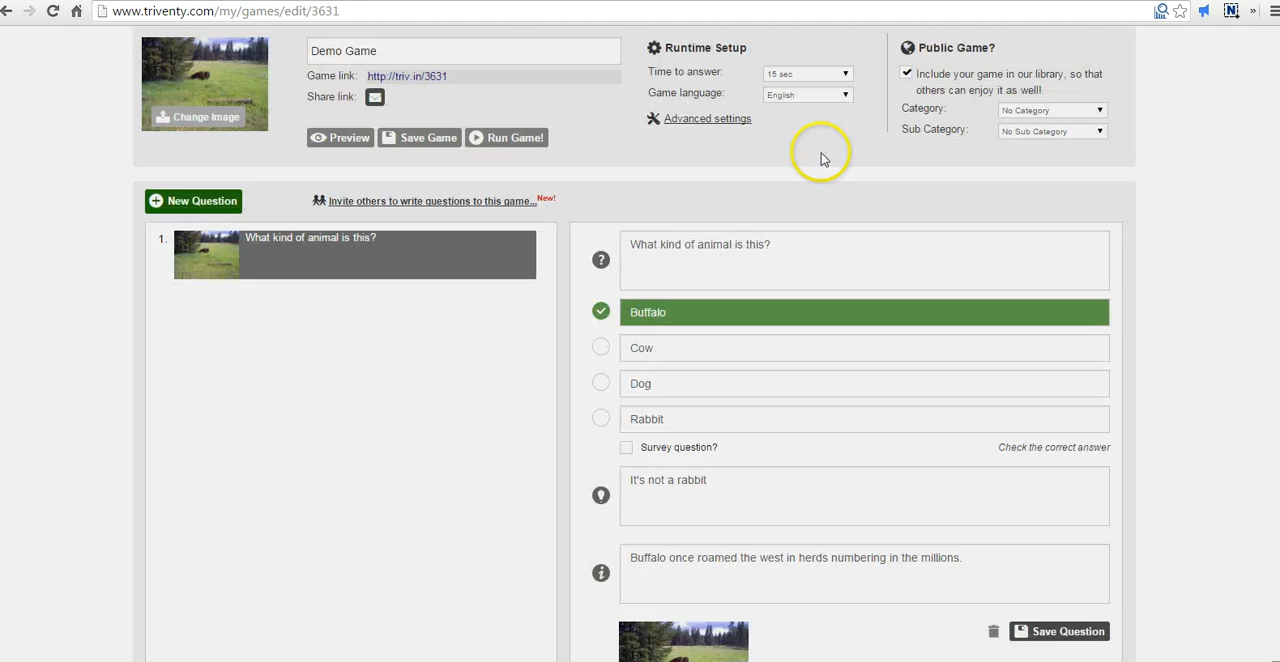 www.triventy.com/my/games/edit/3631
Demo Game
Game link: http://triv.in/3631
Share link:
Change Image
Preview
Save Game
Run Game!
Runtime Setup
Time to answer: 15 sec
Game language: English
Advanced settings
Public Game?
Include your game in our library, so that
others can enjoy it as well!
Category: No Category
Sub Category: No Sub Category
New Question
Invite others to write questions to this game... New!
1. What kind of animal is this?
What kind of animal is this?
Buffalo
Cow
Dog
Rabbit
Survey question?
Check the correct answer
It's not a rabbit
Buffalo once roamed the west in herds numbering in the millions.
Save Question